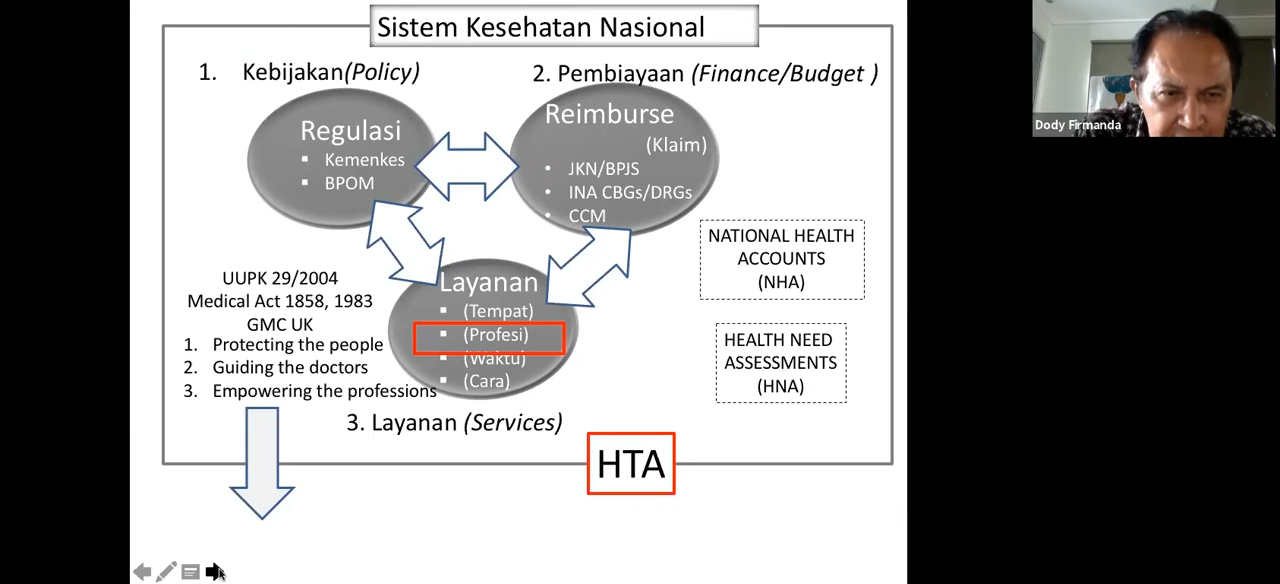 Sistem Kesehatan Nasional
1. Kebijakan(Policy)
2. Pembiayaan (Finance/Budget )
Regulasi
▪ Kemenkes
▪ BPOM
Reimburse
(Klaim)
• JKN/BPJS
• INA CBGs/DRGs
• CCM
NATIONAL HEALTH
ACCOUNTS
(NHA)
UUPK 29/2004
Medical Act 1858, 1983
GMC UK
1. Protecting the people
2. Guiding the doctors
3. Empowering the professions
Layanan
▪ (Tempat)
▪ (Profesi)
▪ (Waktu)
▪ (Cara)
HEALTH NEED
ASSESSMENTS
(HNA)
3. Layanan (Services)
HTA
Dody Firmanda